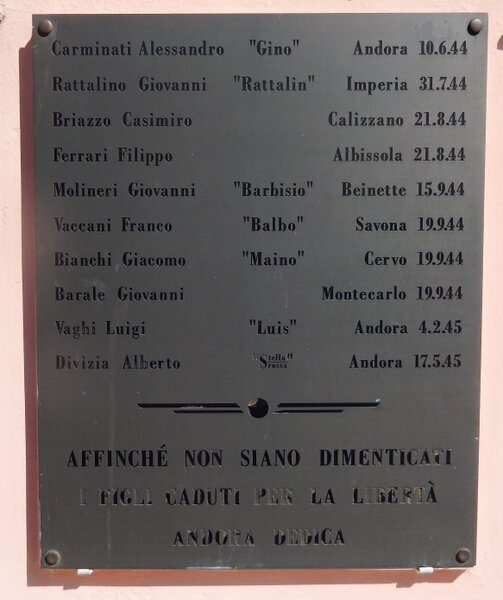 Carminati Alessandro "Gino" Andora 10.6.44
Rattalino Giovanni "Rattalin" Imperia 31.7.44
Briazzo Casimiro Calizzano 21.8.44
Ferrari Filippo Albissola 21.8.44
Molineri Giovanni "Barbisio" Beinette 15.9.44
Vaccani Franco "Balbo" Savona 19.9.44
Bianchi Giacomo "Maino" Cervo 19.9.44
Barale Giovanni Montecarlo 19.9.44
Vaghi Luigi "Luis" Andora 4.2.45
Divizia Alberto "Stella rossa" Andora 17.5.45
AFFINCHÉ NON SIANO DIMENTICATI
I FIGLI CADUTI PER LA LIBERTÀ
ANDORA DEDICA